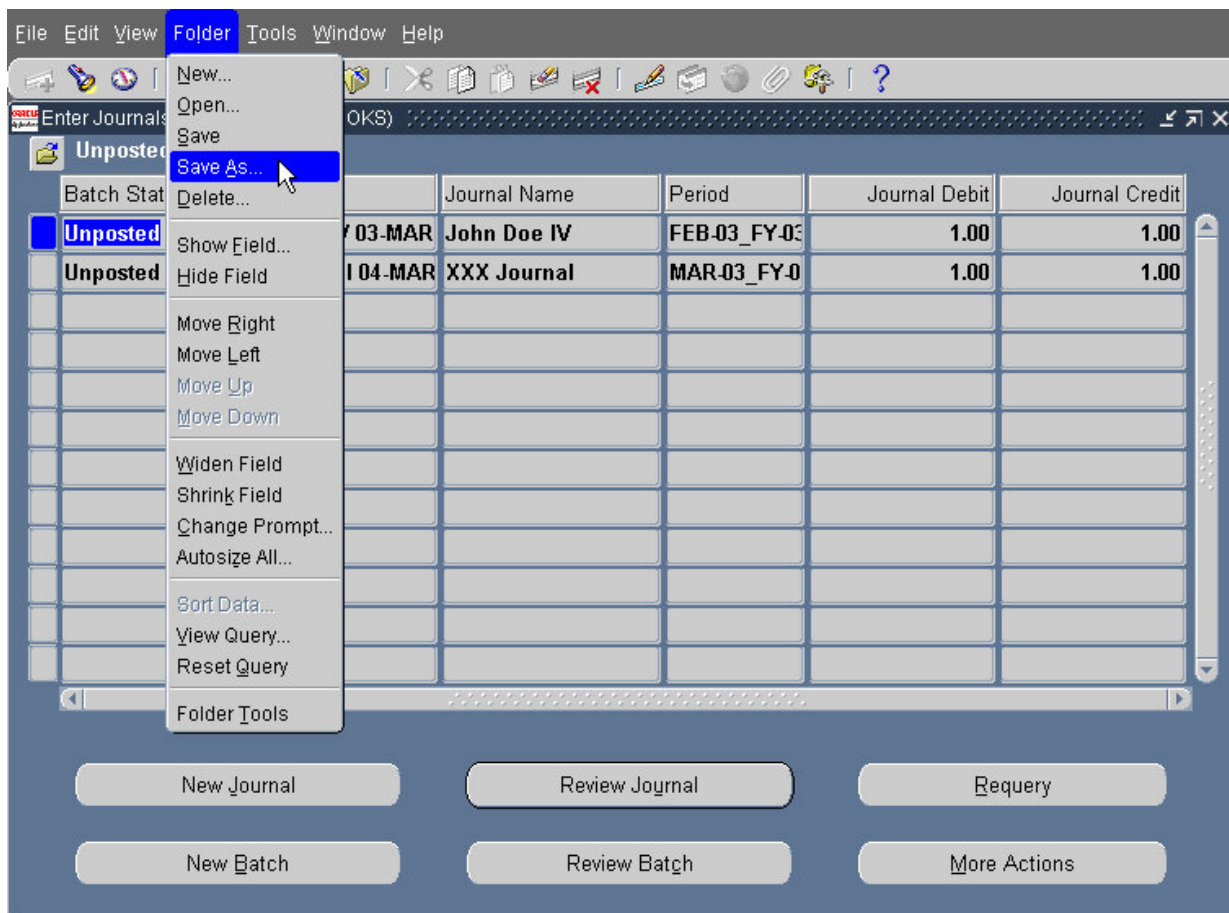 File Edit View Folder Tools Window Help
New...
Open...
Save
Save As...
Delete...
Show Field...
Hide Field
Move Right
Move Left
Move Up
Move Down
Widen Field
Shrink Field
Change Prompt...
Autosize All...
Sort Data...
View Query...
Reset Query
Folder Tools
ORACLE Enter Journals OKS)
Unposted
Batch Stat Journal Name Period Journal Debit Journal Credit
Unposted 03-MAR John Doe IV FEB-03_FY-03 1.00 1.00
Unposted 04-MAR XXX Journal MAR-03_FY-0 1.00 1.00
New Journal Review Journal Requery
New Batch Review Batch More Actions